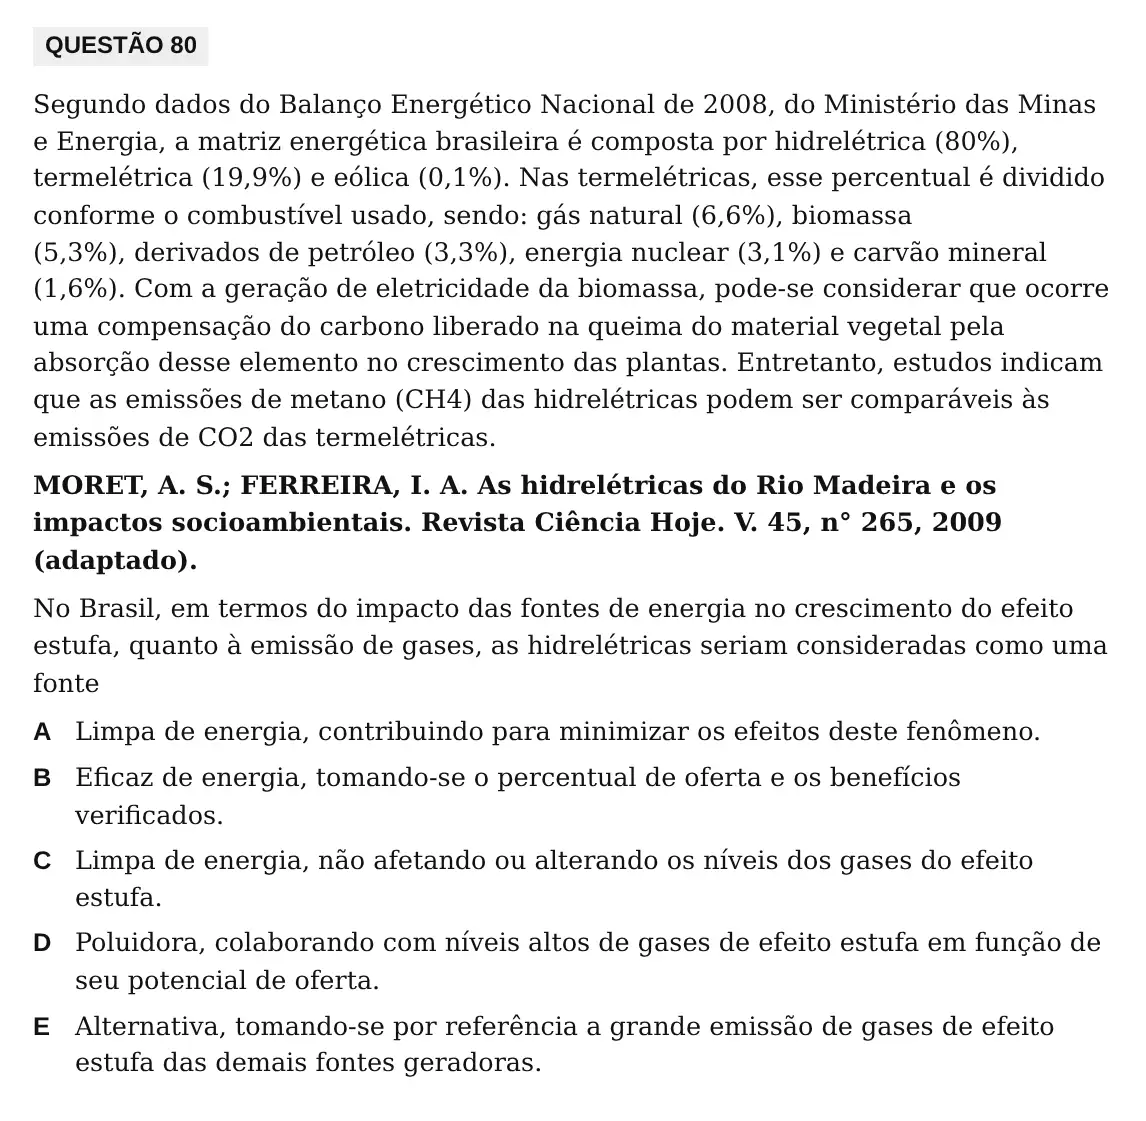 QUESTÃO 80
Segundo dados do Balanço Energético Nacional de 2008, do Ministério das Minas
e Energia, a matriz energética brasileira é composta por hidrelétrica (80%),
termelétrica (19,9%) e eólica (0,1%). Nas termelétricas, esse percentual é dividido
conforme o combustível usado, sendo: gás natural (6,6%), biomassa
(5,3%), derivados de petróleo (3,3%), energia nuclear (3,1%) e carvão mineral
(1,6%). Com a geração de eletricidade da biomassa, pode-se considerar que ocorre
uma compensação do carbono liberado na queima do material vegetal pela
absorção desse elemento no crescimento das plantas. Entretanto, estudos indicam
que as emissões de metano (CH4) das hidrelétricas podem ser comparáveis às
emissões de CO2 das termelétricas.
MORET, A. S.; FERREIRA, I. A. As hidrelétricas do Rio Madeira e os
impactos socioambientais. Revista Ciência Hoje. V. 45, n° 265, 2009
(adaptado).
No Brasil, em termos do impacto das fontes de energia no crescimento do efeito
estufa, quanto à emissão de gases, as hidrelétricas seriam consideradas como uma
fonte
A Limpa de energia, contribuindo para minimizar os efeitos deste fenômeno.
B Eficaz de energia, tomando-se o percentual de oferta e os benefícios
verificados.
C Limpa de energia, não afetando ou alterando os níveis dos gases do efeito
estufa.
D Poluidora, colaborando com níveis altos de gases de efeito estufa em função de
seu potencial de oferta.
E Alternativa, tomando-se por referência a grande emissão de gases de efeito
estufa das demais fontes geradoras.